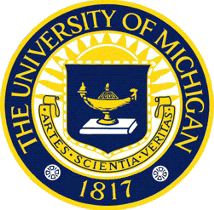 THE UNIVERSITY OF MICHIGAN
ARTES · SCIENTIA · VERITAS
1817